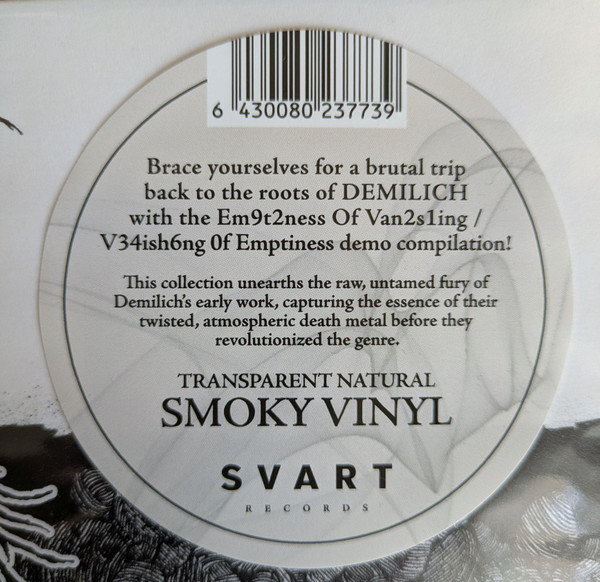 6 430080 237739
Brace yourselves for a brutal trip
back to the roots of DEMILICH
with the Em9t2ness Of Van2s1ing /
V34ish6ng 0f Emptiness demo compilation!
This collection unearths the raw, untamed fury of
Demilich's early work, capturing the essence of their
twisted, atmospheric death metal before they
revolutionized the genre.
TRANSPARENT NATURAL
SMOKY VINYL
SVART
RECORDS